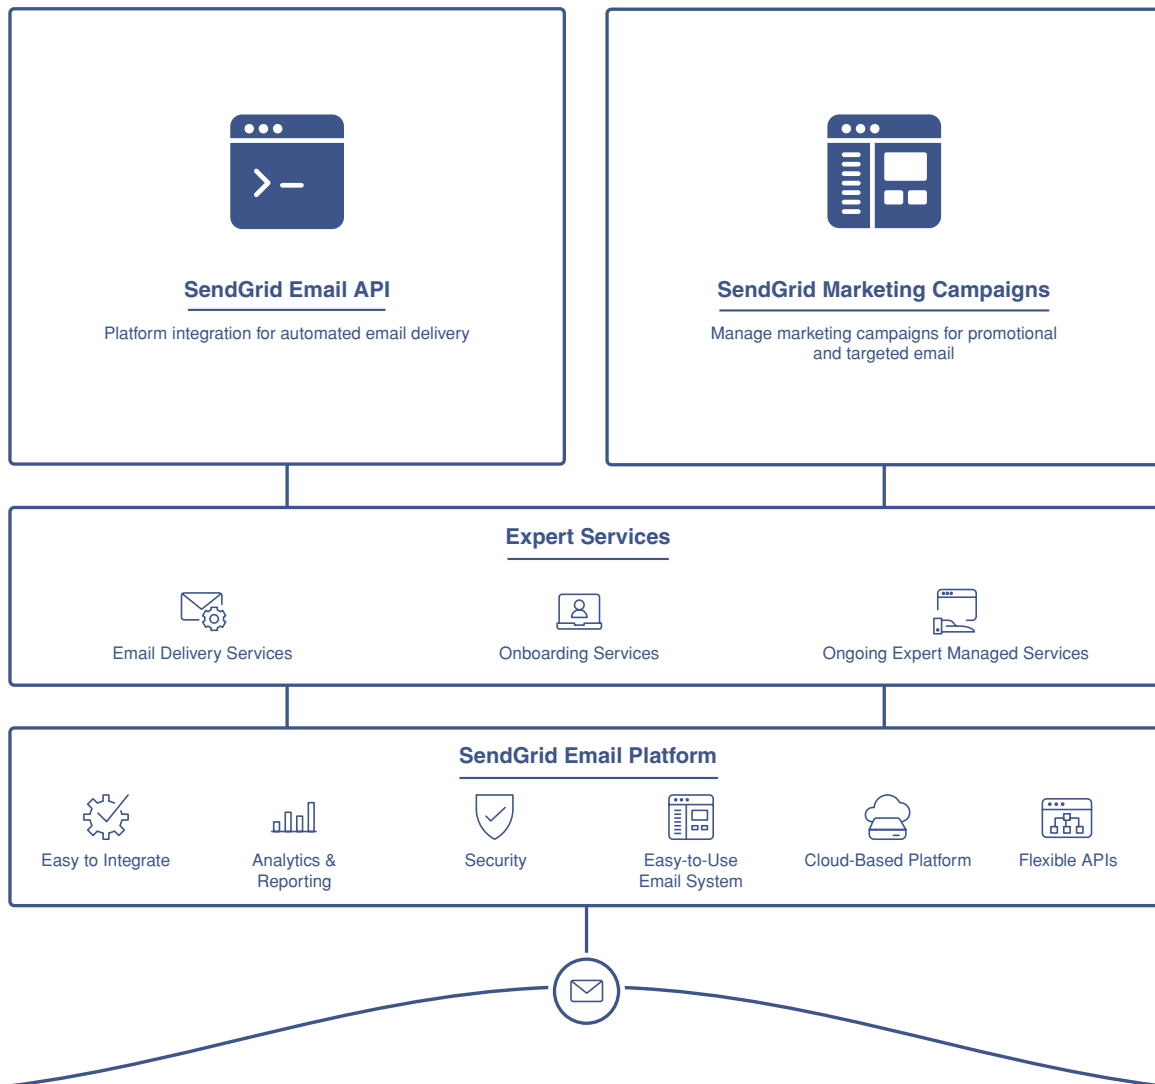 SendGrid Email API
Platform integration for automated email delivery
SendGrid Marketing Campaigns
Manage marketing campaigns for promotional
and targeted email
Expert Services
Email Delivery Services
Onboarding Services
Ongoing Expert Managed Services
SendGrid Email Platform
Easy to Integrate
Analytics &
Reporting
Security
Easy-to-Use
Email System
Cloud-Based Platform
Flexible APIs